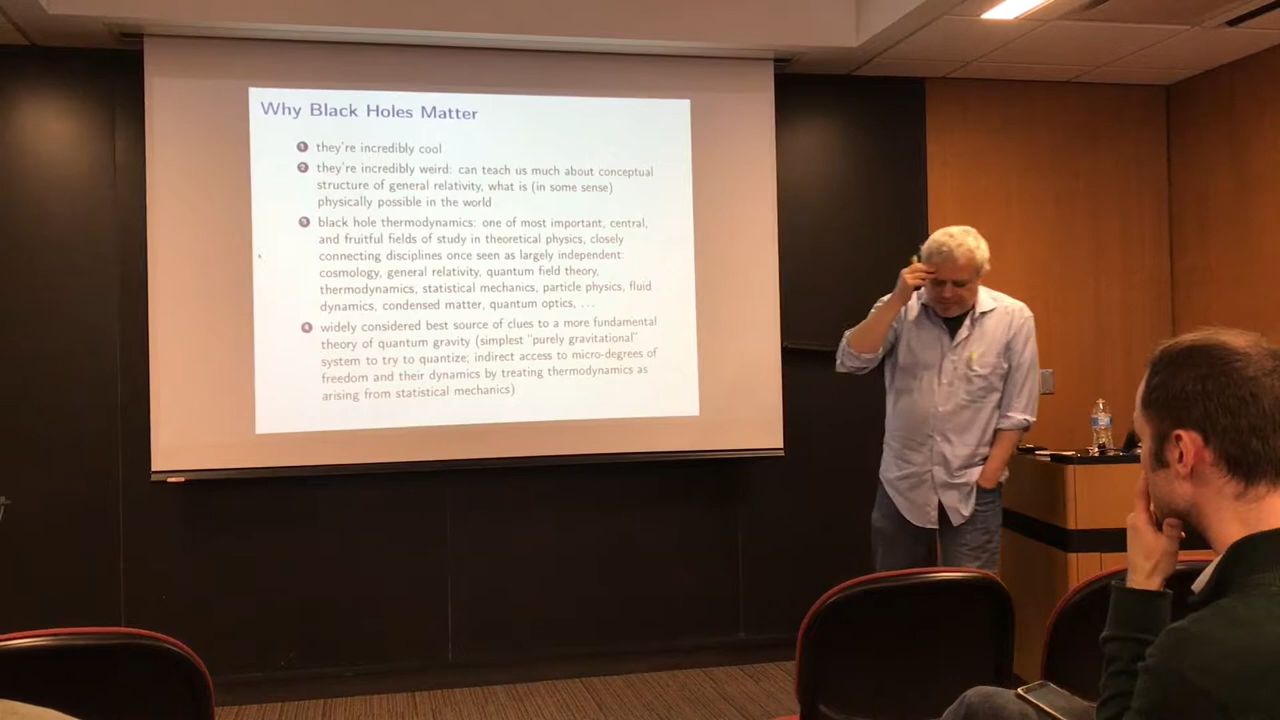 Why Black Holes Matter
1 they're incredibly cool
2 they're incredibly weird: can teach us much about conceptual
structure of general relativity, what is (in some sense)
physically possible in the world
3 black hole thermodynamics: one of most important, central,
and fruitful fields of study in theoretical physics, closely
connecting disciplines once seen as largely independent:
cosmology, general relativity, quantum field theory,
thermodynamics, statistical mechanics, particle physics, fluid
dynamics, condensed matter, quantum optics, ...
4 widely considered best source of clues to a more fundamental
theory of quantum gravity (simplest "purely gravitational"
system to try to quantize; indirect access to micro-degrees of
freedom and their dynamics by treating thermodynamics as
arising from statistical mechanics)